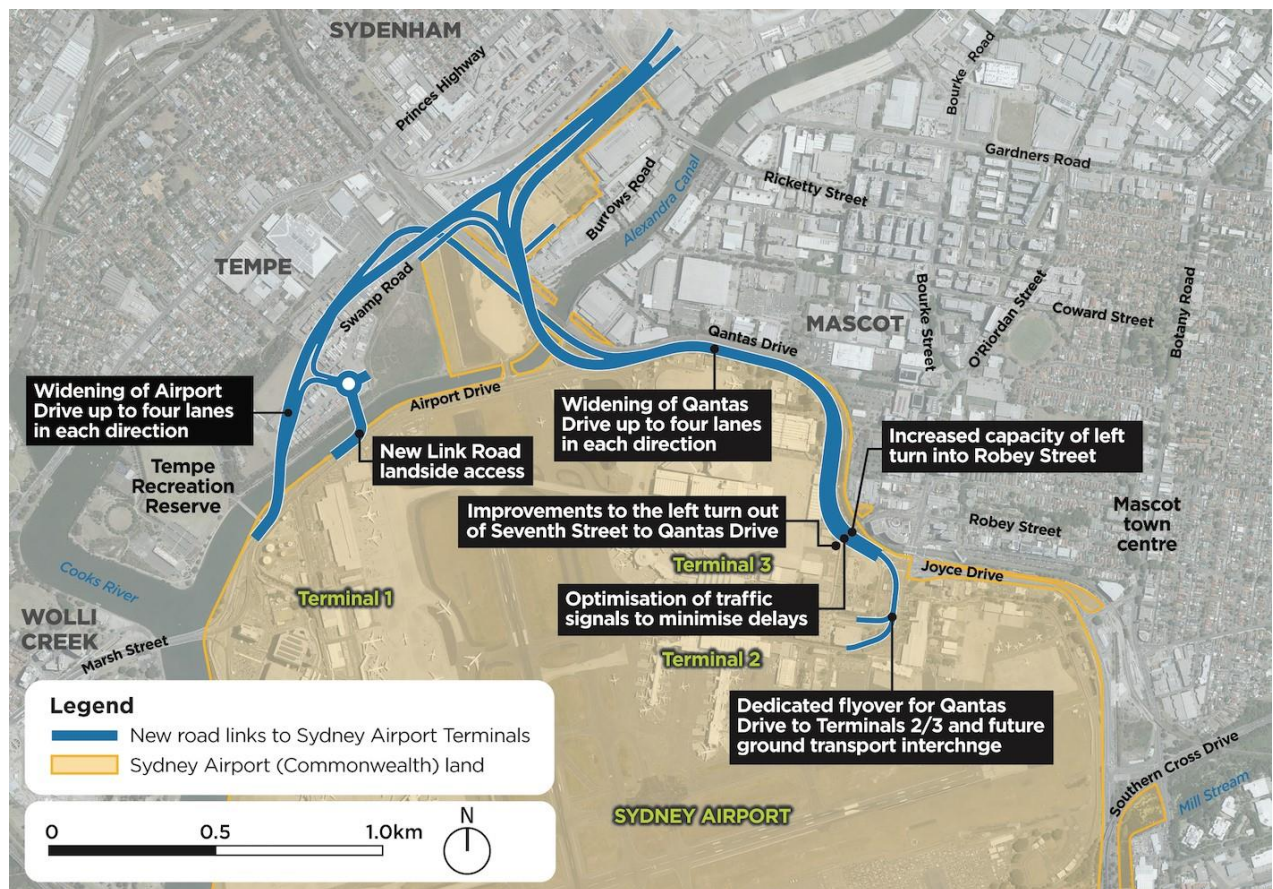 SYDENHAM
Princes Highway
Bourke Road
Gardners Road
Ricketty Street
Burrows Road
Alexandra Canal
TEMPE
Swamp Road
MASCOT
Qantas Drive
Bourke Street
O'Riordan Street
Coward Street
Botany Road
Airport Drive
Widening of Airport
Drive up to four lanes
in each direction
New Link Road
landside access
Widening of Qantas
Drive up to four lanes
in each direction
Increased capacity of left
turn into Robey Street
Tempe
Recreation
Reserve
Improvements to the left turn out
of Seventh Street to Qantas Drive
Robey Street
Mascot
town
centre
Terminal 3
Joyce Drive
Cooks River
Terminal 1
Optimisation of traffic
signals to minimise delays
WOLLI
CREEK
Marsh Street
Terminal 2
Dedicated flyover for Qantas
Drive to Terminals 2/3 and future
ground transport interchnge
Southern Cross Drive
Mill Stream
SYDNEY AIRPORT
Legend
New road links to Sydney Airport Terminals
Sydney Airport (Commonwealth) land
0 0.5 1.0km
N